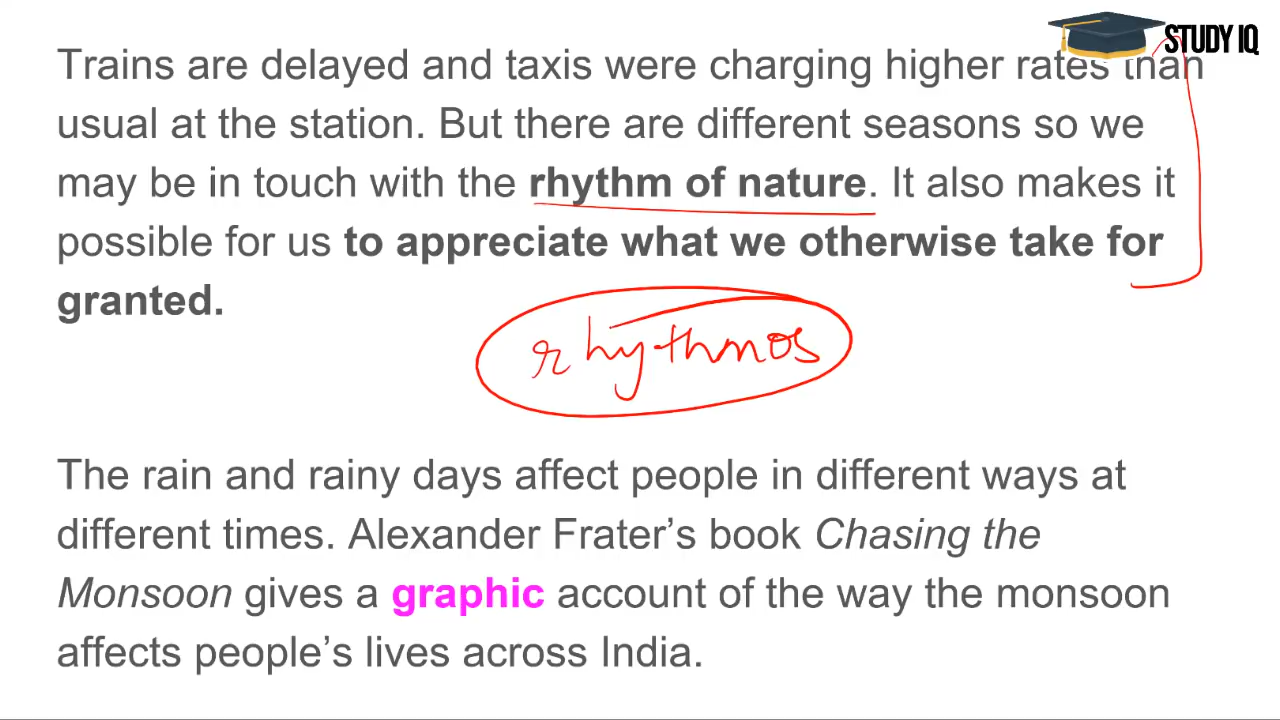 STUDY IQ
Trains are delayed and taxis were charging higher rates than
usual at the station. But there are different seasons so we
may be in touch with the rhythm of nature. It also makes it
possible for us to appreciate what we otherwise take for
granted.
rhythmos
The rain and rainy days affect people in different ways at
different times. Alexander Frater’s book Chasing the
Monsoon gives a graphic account of the way the monsoon
affects people’s lives across India.